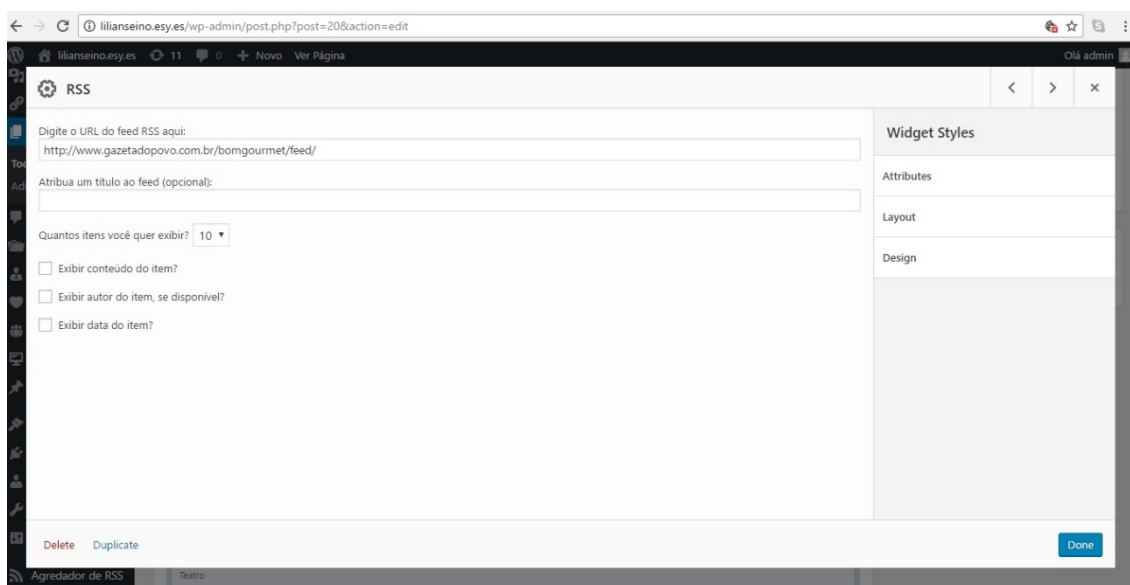 lilianseino.esy.es/wp-admin/post.php?post=20&action=edit
lilianseino.esy.es 11 0 + Novo Ver Página Olá admin
RSS
Digite o URL do feed RSS aqui:
http://www.gazetadopovo.com.br/bomgourmet/feed/
Atribua um título ao feed (opcional):
Quantos itens você quer exibir? 10
Exibir conteúdo do item?
Exibir autor do item, se disponível?
Exibir data do item?
Widget Styles
Attributes
Layout
Design
Tod
Adi
Delete Duplicate Done
Agredador de RSS Teatro